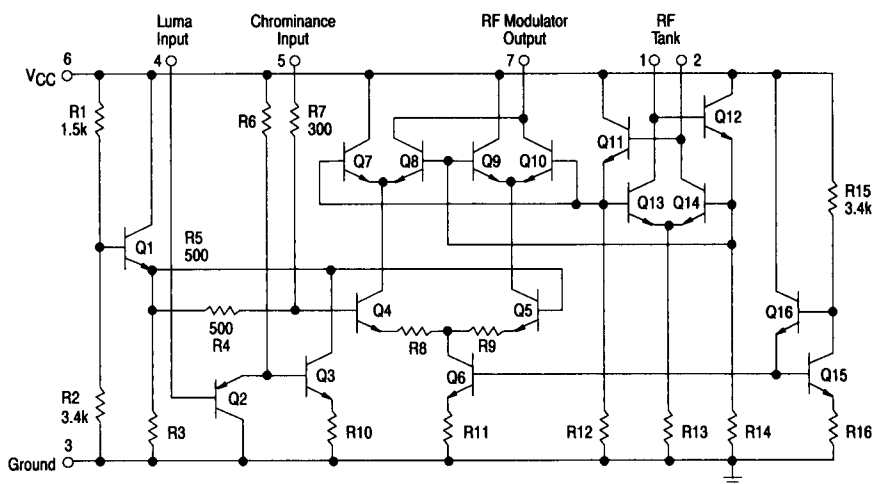 Luma Input
Chrominance Input
RF Modulator Output
RF Tank
6
4
5
7
1
2
VCC
R1 1.5k
R6
R7 300
Q7
Q8
Q9
Q10
Q11
Q12
Q13
Q14
R15 3.4k
Q1
R5 500
500 R4
Q4
Q5
Q16
R8
R9
Q3
Q6
Q15
R2 3.4k
Q2
R3
R10
R11
R12
R13
R14
R16
Ground
3